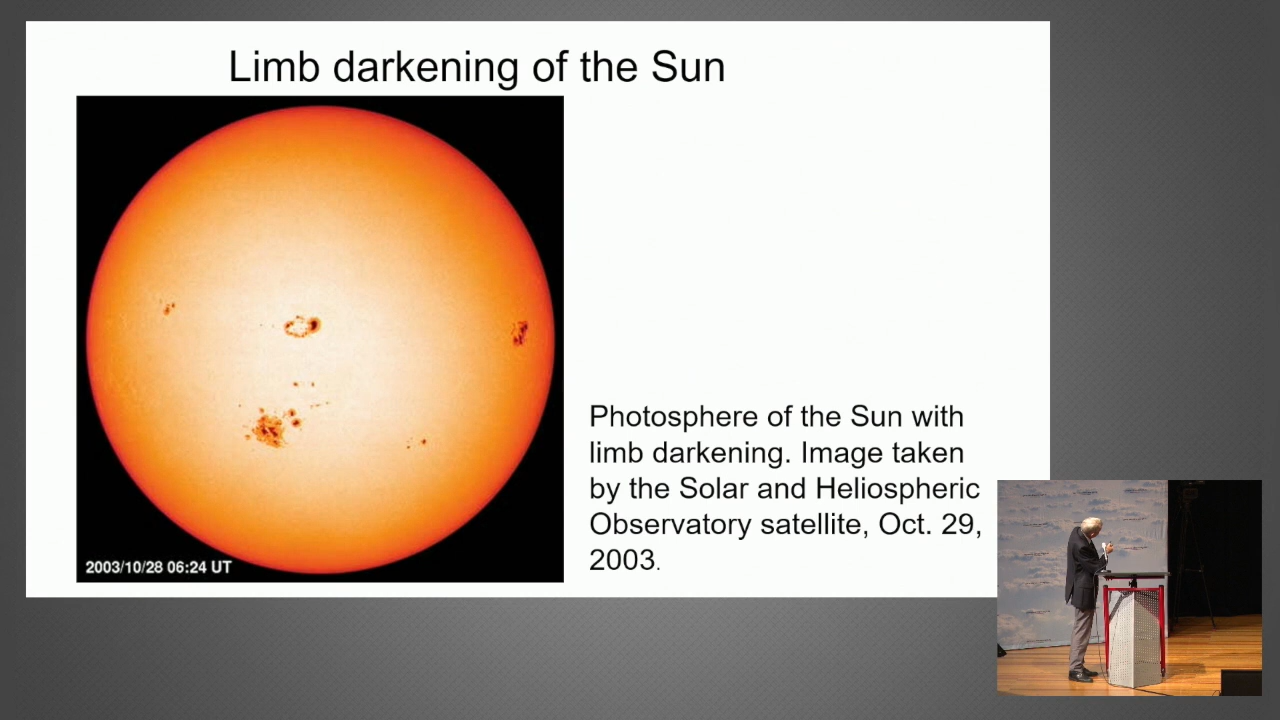 Limb darkening of the Sun
2003/10/28 06:24 UT
Photosphere of the Sun with
limb darkening. Image taken
by the Solar and Heliospheric
Observatory satellite, Oct. 29,
2003.